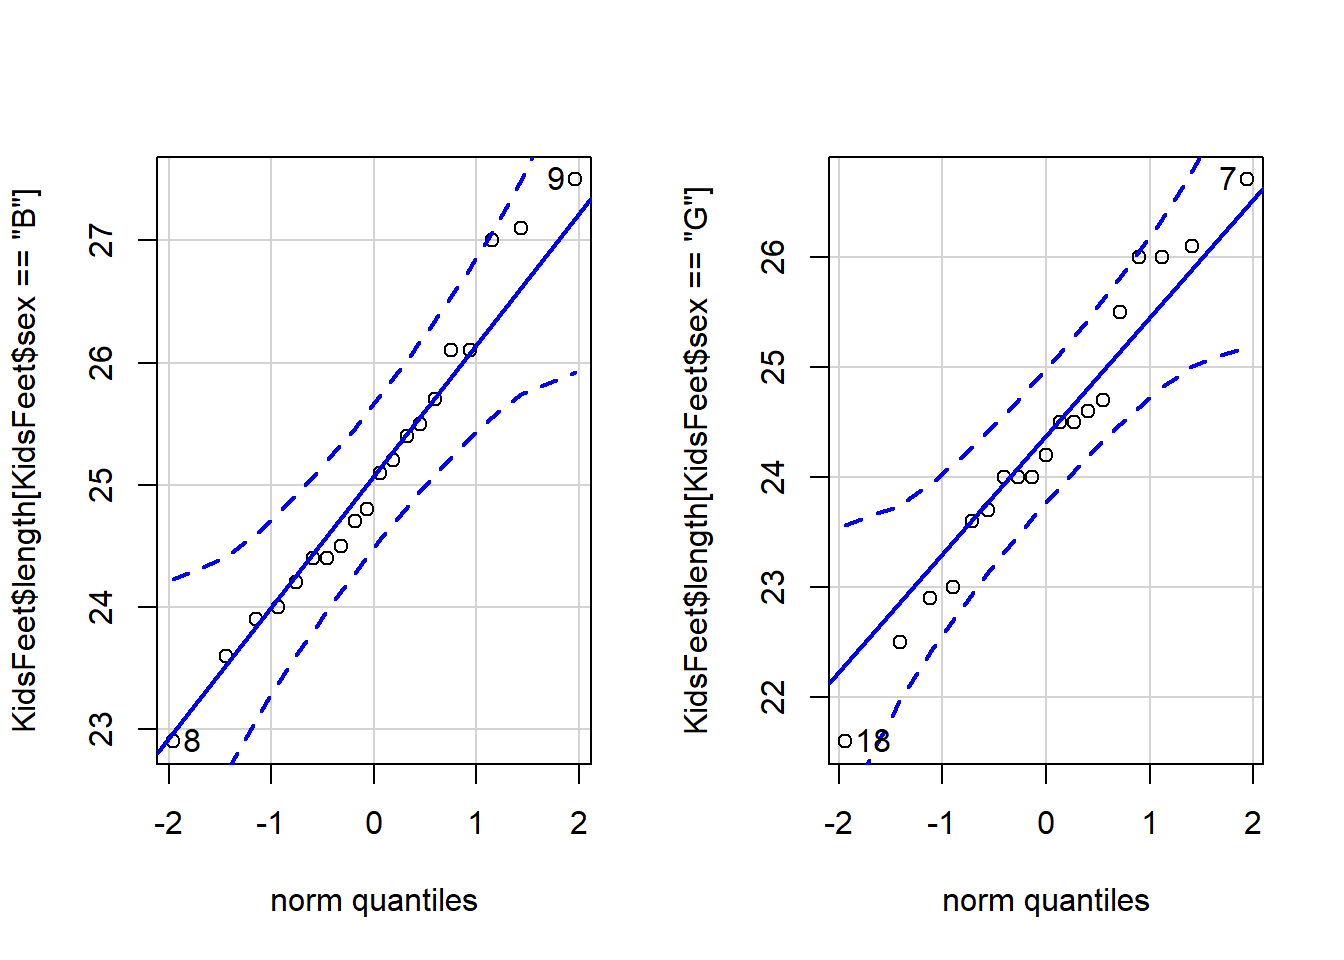 KidsFeet$length[KidsFeet$sex == "B"]
27
26
25
24
23
9
8
-2 -1 0 1 2
norm quantiles
KidsFeet$length[KidsFeet$sex == "G"]
26
25
24
23
22
7
18
-2 -1 0 1 2
norm quantiles